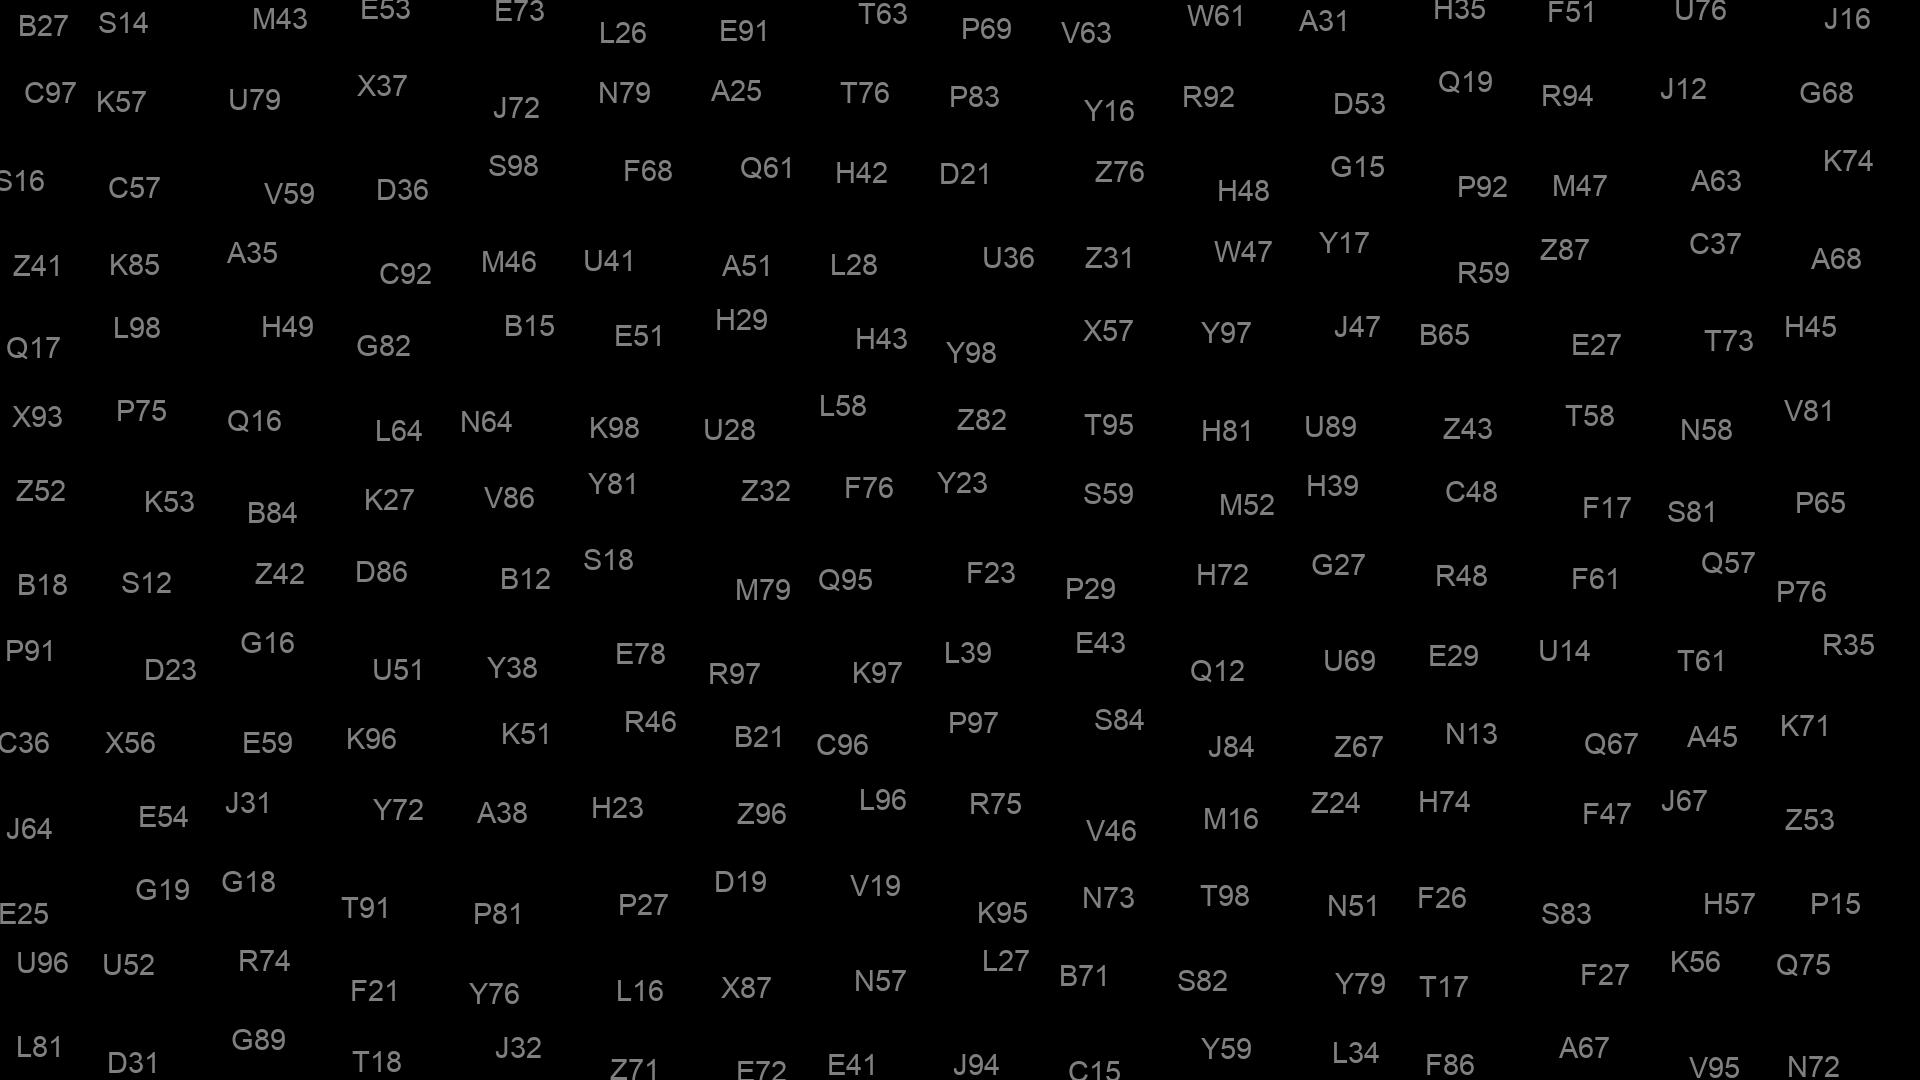 B27 S14 M43 E53 E73 L26 E91 T63 P69 V63 W61 A31 H35 F51 U76 J16
C97 K57 U79 X37 J72 N79 A25 T76 P83 Y16 R92 D53 Q19 R94 J12 G68
S16 C57 V59 D36 S98 F68 Q61 H42 D21 Z76 H48 G15 P92 M47 A63 K74
Z41 K85 A35 C92 M46 U41 A51 L28 U36 Z31 W47 Y17 R59 Z87 C37 A68
Q17 L98 H49 G82 B15 E51 H29 H43 Y98 X57 Y97 J47 B65 E27 T73 H45
X93 P75 Q16 L64 N64 K98 U28 L58 Z82 T95 H81 U89 Z43 T58 N58 V81
Z52 K53 B84 K27 V86 Y81 Z32 F76 Y23 S59 M52 H39 C48 F17 S81 P65
B18 S12 Z42 D86 B12 S18 M79 Q95 F23 P29 H72 G27 R48 F61 Q57 P76
P91 D23 G16 U51 Y38 E78 R97 K97 L39 E43 Q12 U69 E29 U14 T61 R35
C36 X56 E59 K96 K51 R46 B21 C96 P97 S84 J84 Z67 N13 Q67 A45 K71
J64 E54 J31 Y72 A38 H23 Z96 L96 R75 V46 M16 Z24 H74 F47 J67 Z53
E25 G19 G18 T91 P81 P27 D19 V19 K95 N73 T98 N51 F26 S83 H57 P15
U96 U52 R74 F21 Y76 L16 X87 N57 L27 B71 S82 Y79 T17 F27 K56 Q75
L81 D31 G89 T18 J32 Z71 E72 E41 J94 C15 Y59 L34 F86 A67 V95 N72